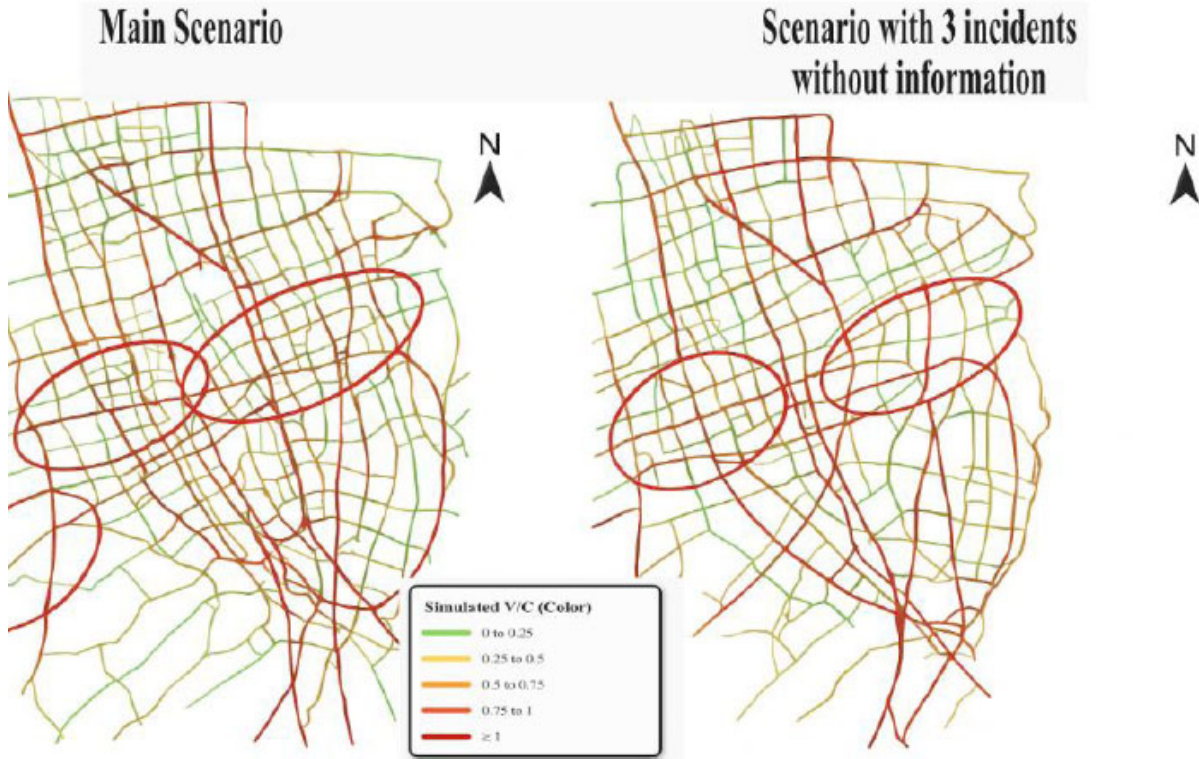 Main Scenario
Scenario with 3 incidents
without information
N
N
Simulated V/C (Color)
0 to 0.25
0.25 to 0.5
0.5 to 0.75
0.75 to 1
≥ 1